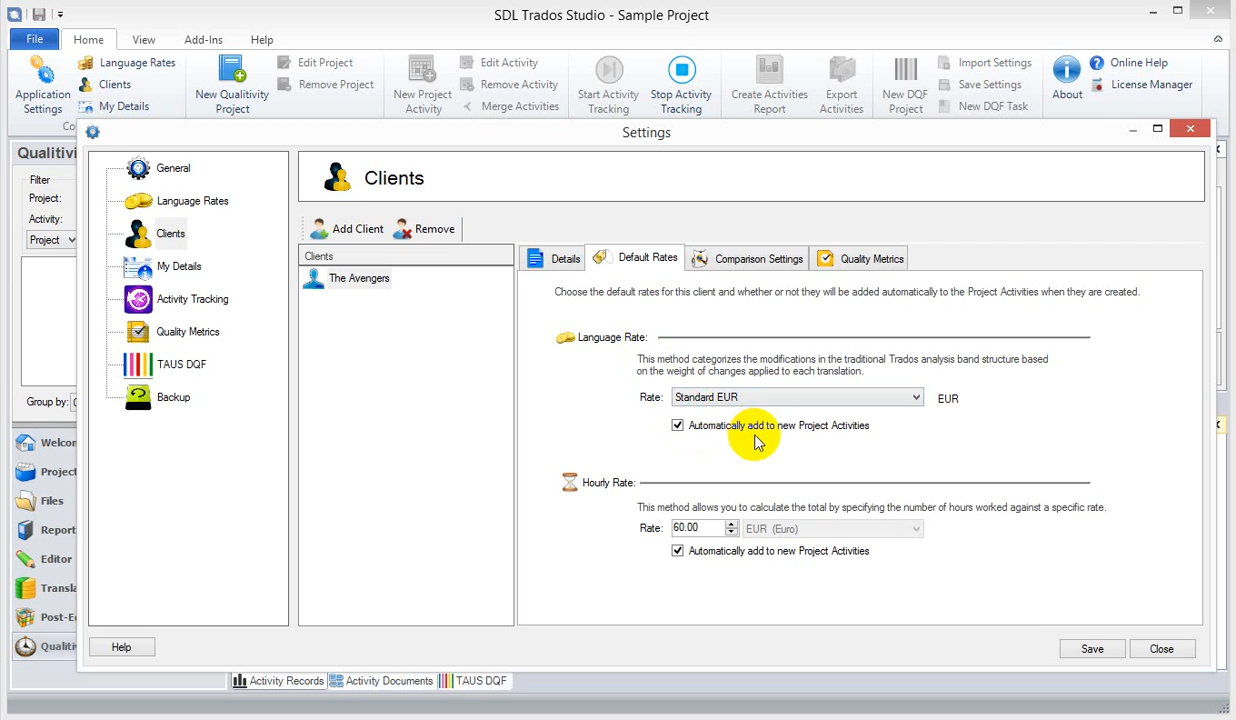 SDL Trados Studio - Sample Project
File Home View Add-Ins Help
Language Rates
Clients
My Details
Application Settings
New Qualitivity Project
Edit Project
Remove Project
New Project Activity
Edit Activity
Remove Activity
Merge Activities
Start Activity Tracking
Stop Activity Tracking
Create Activities Report
Export Activities
New DQF Project
Import Settings
Save Settings
New DQF Task
About
Online Help
License Manager
Settings
Filter
Project:
Activity:
Project
Group by:
Files
Report
Editor
General
Language Rates
Clients
My Details
Activity Tracking
Quality Metrics
TAUS DQF
Backup
Clients
Add Client Remove
Clients
The Avengers
Details Default Rates Comparison Settings Quality Metrics
Choose the default rates for this client and whether or not they will be added automatically to the Project Activities when they are created.
Language Rate:
This method categorizes the modifications in the traditional Trados analysis band structure based
on the weight of changes applied to each translation.
Rate: Standard EUR EUR
Automatically add to new Project Activities
Hourly Rate:
This method allows you to calculate the total by specifying the number of hours worked against a specific rate.
Rate: 60.00 EUR (Euro)
Automatically add to new Project Activities
Help Save Close
Activity Records Activity Documents TAUS DQF